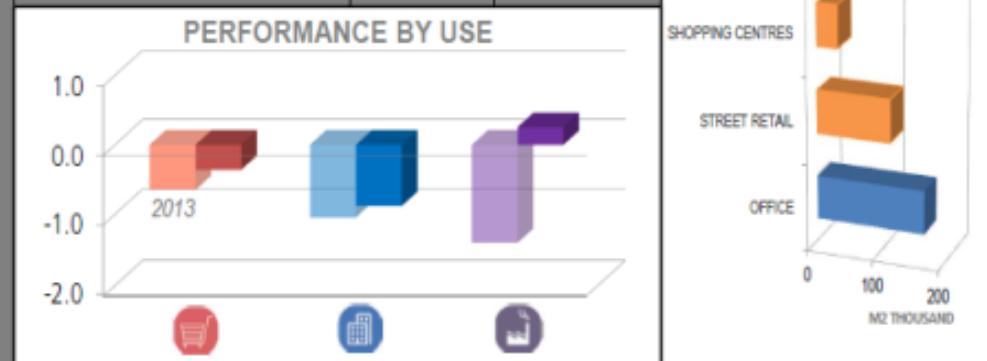 PERFORMANCE BY USE
1.0
0.0
-1.0
-2.0
2013
SHOPPING CENTRES
STREET RETAIL
OFFICE
0
100
200
M2 THOUSAND